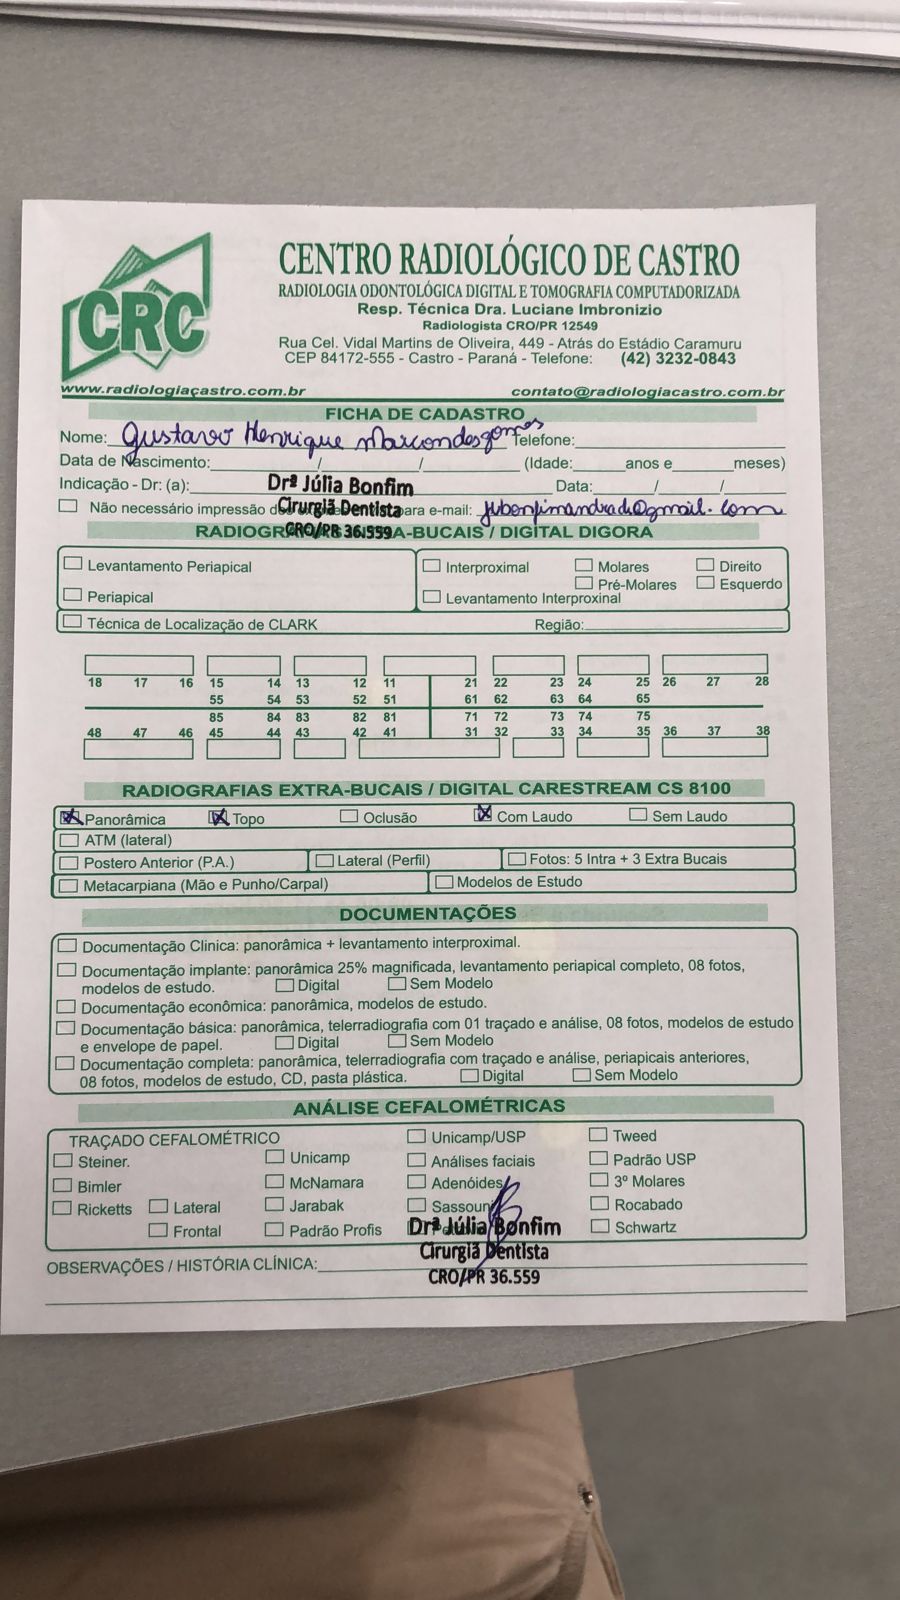 CRC
CENTRO RADIOLÓGICO DE CASTRO
RADIOLOGIA ODONTOLÓGICA DIGITAL E TOMOGRAFIA COMPUTADORIZADA
Resp. Técnica Dra. Luciane Imbronizio
Radiologista CRO/PR 12549
Rua Cel. Vidal Martins de Oliveira, 449 - Atrás do Estádio Caramuru
CEP 84172-555 - Castro - Paraná - Telefone: (42) 3232-0843
www.radiologiacastro.com.br contato@radiologiacastro.com.br
FICHA DE CADASTRO
Nome: Gustavo Henrique Marcondes gomes Telefone:
Data de Nascimento: / / (Idade: anos e meses)
Indicação - Dr: (a): Drª Júlia Bonfim Data: / /
Cirurgiã Dentista
CRO/PR 36.559
Não necessário impressão para e-mail: jubonfimandrade@gmail.com
RADIOGRAFIAS INTRA-BUCAIS / DIGITAL DIGORA
Levantamento Periapical Interproximal Molares Direito
Pré-Molares Esquerdo
Periapical Levantamento Interproxinal
Técnica de Localização de CLARK Região:
18 17 16 15 14 13 12 11 21 22 23 24 25 26 27 28
55 54 53 52 51 61 62 63 64 65
85 84 83 82 81 71 72 73 74 75
48 47 46 45 44 43 42 41 31 32 33 34 35 36 37 38
RADIOGRAFIAS EXTRA-BUCAIS / DIGITAL CARESTREAM CS 8100
X Panorâmica X Topo Oclusão X Com Laudo Sem Laudo
ATM (lateral)
Postero Anterior (P.A.) Lateral (Perfil) Fotos: 5 Intra + 3 Extra Bucais
Metacarpiana (Mão e Punho/Carpal) Modelos de Estudo
DOCUMENTAÇÕES
Documentação Clinica: panorâmica + levantamento interproximal.
Documentação implante: panorâmica 25% magnificada, levantamento periapical completo, 08 fotos,
modelos de estudo. Digital Sem Modelo
Documentação econômica: panorâmica, modelos de estudo.
Documentação básica: panorâmica, telerradiografia com 01 traçado e análise, 08 fotos, modelos de estudo
e envelope de papel. Digital Sem Modelo
Documentação completa: panorâmica, telerradiografia com traçado e análise, periapicais anteriores,
08 fotos, modelos de estudo, CD, pasta plástica. Digital Sem Modelo
ANÁLISE CEFALOMÉTRICAS
TRAÇADO CEFALOMÉTRICO Unicamp/USP Tweed
Steiner. Unicamp Análises faciais Padrão USP
Bimler McNamara Adenóides 3º Molares
Ricketts Lateral Jarabak Sassouni Rocabado
Frontal Padrão Profis Schwartz
Drª Júlia Bonfim
Cirurgiã Dentista
CRO/PR 36.559
OBSERVAÇÕES / HISTÓRIA CLÍNICA: